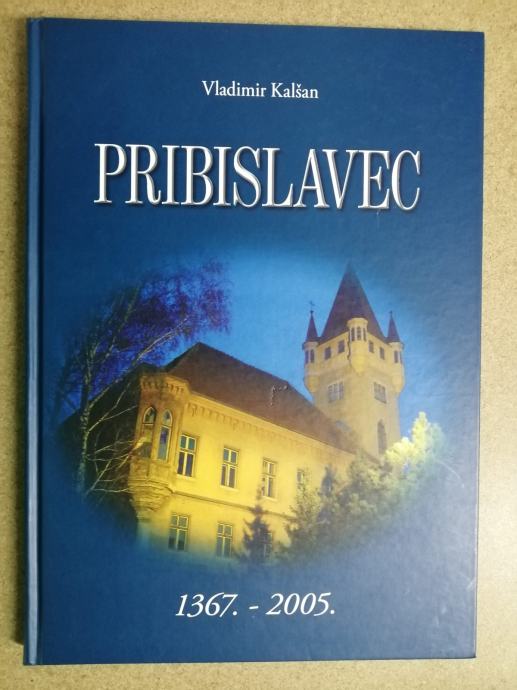 Vladimir Kalšan
PRIBISLAVEC
1367. - 2005.